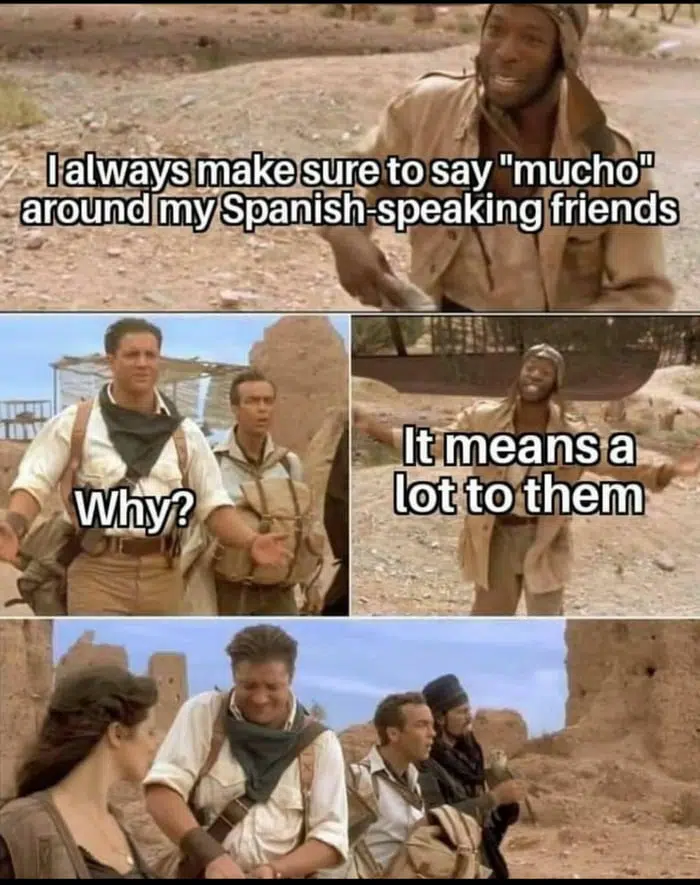 I always make sure to say "mucho"
around my Spanish-speaking friends
Why?
It means a
lot to them